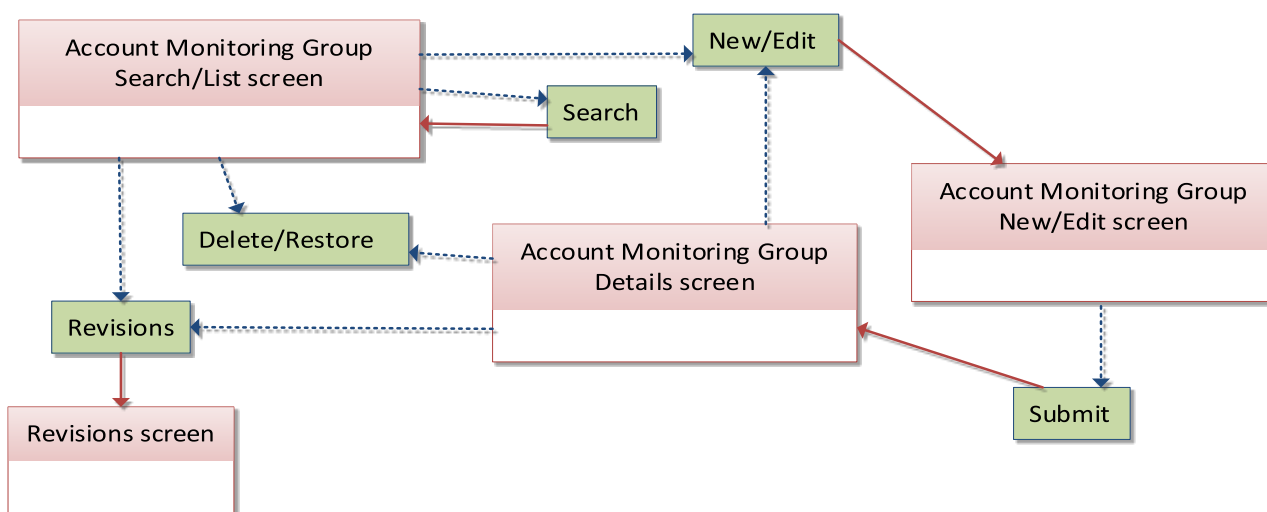 Account Monitoring Group
Search/List screen
New/Edit
Search
Account Monitoring Group
New/Edit screen
Delete/Restore
Account Monitoring Group
Details screen
Revisions
Submit
Revisions screen